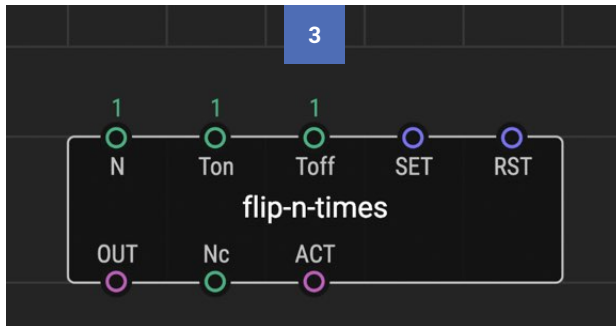 3
1 1 1
N Ton Toff SET RST
flip-n-times
OUT Nc ACT